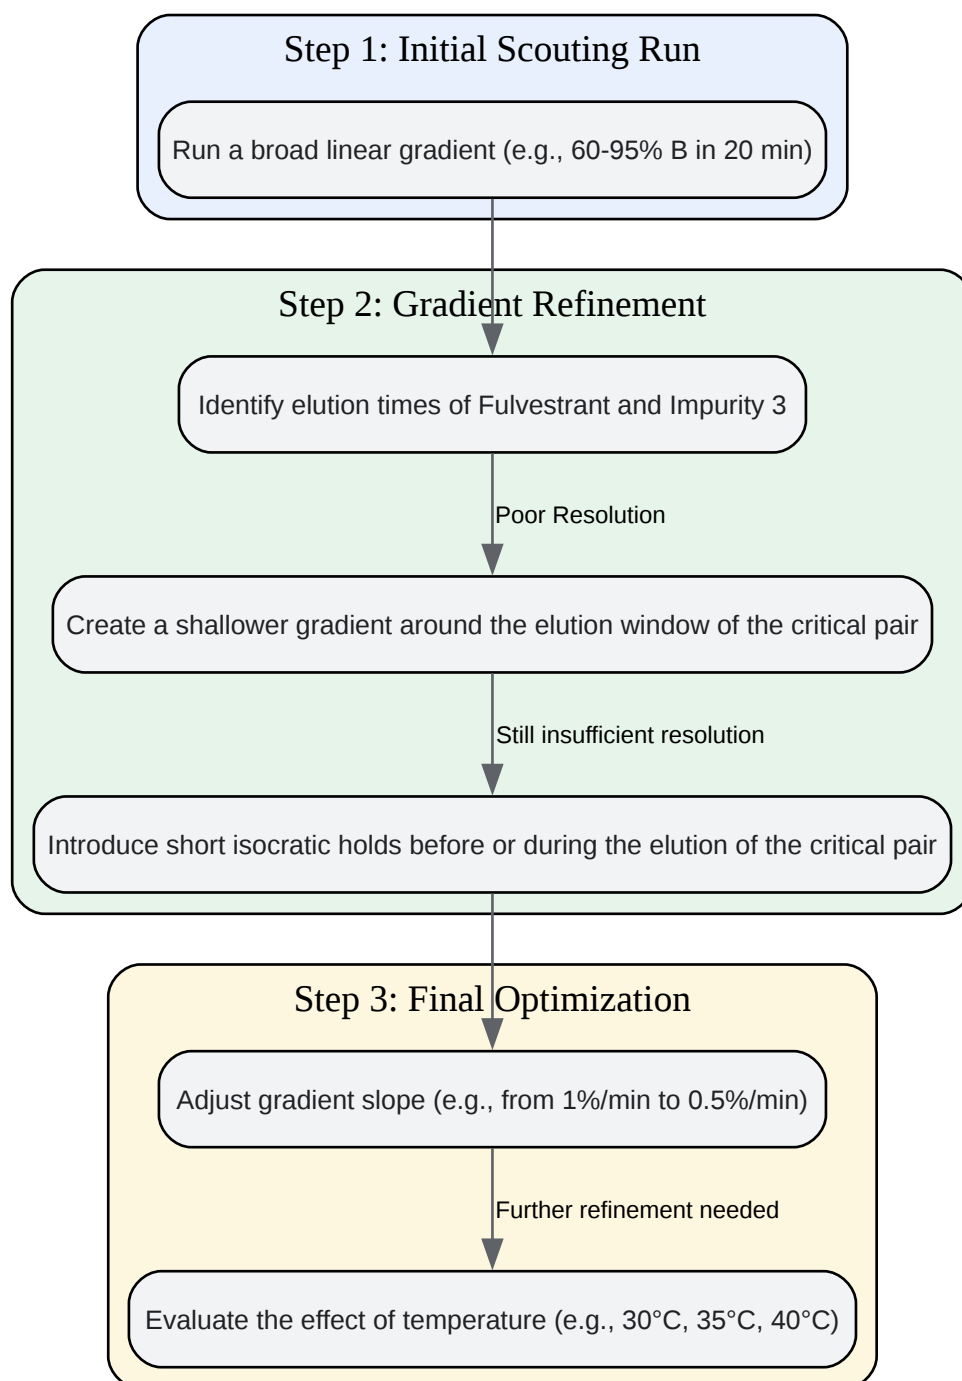 Step 1: Initial Scouting Run
Run a broad linear gradient (e.g., 60-95% B in 20 min)
Step 2: Gradient Refinement
Identify elution times of Fulvestrant and Impurity 3
Poor Resolution
Create a shallower gradient around the elution window of the critical pair
Still insufficient resolution
Introduce short isocratic holds before or during the elution of the critical pair
Step 3: Final Optimization
Adjust gradient slope (e.g., from 1%/min to 0.5%/min)
Further refinement needed
Evaluate the effect of temperature (e.g., 30°C, 35°C, 40°C)